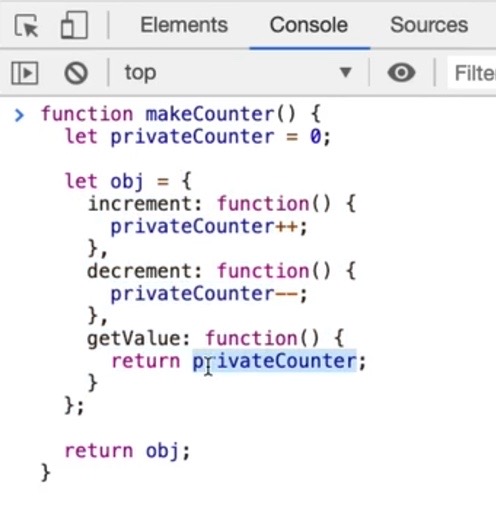 Elements Console Sources
top Filte
> function makeCounter() {
let privateCounter = 0;
let obj = {
increment: function() {
privateCounter++;
},
decrement: function() {
privateCounter--;
},
getValue: function() {
return privateCounter;
}
};
return obj;
}